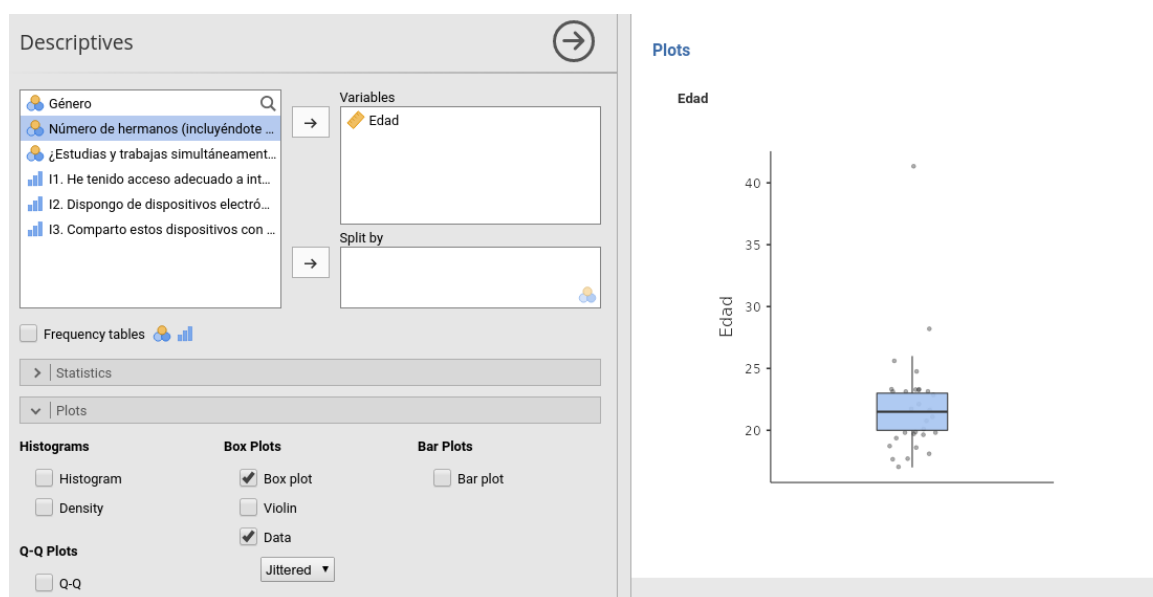 Descriptives
Género
Número de hermanos (incluyéndote ...
¿Estudias y trabajas simultáneament...
I1. He tenido acceso adecuado a int...
I2. Dispongo de dispositivos electró...
I3. Comparto estos dispositivos con ...
Variables
Edad
Split by
Frequency tables
Statistics
Plots
Histograms
Box Plots
Bar Plots
Histogram
Box plot
Bar plot
Density
Violin
Data
Q-Q Plots
Jittered
Q-Q
Plots
Edad
40
35
30
25
20
Edad